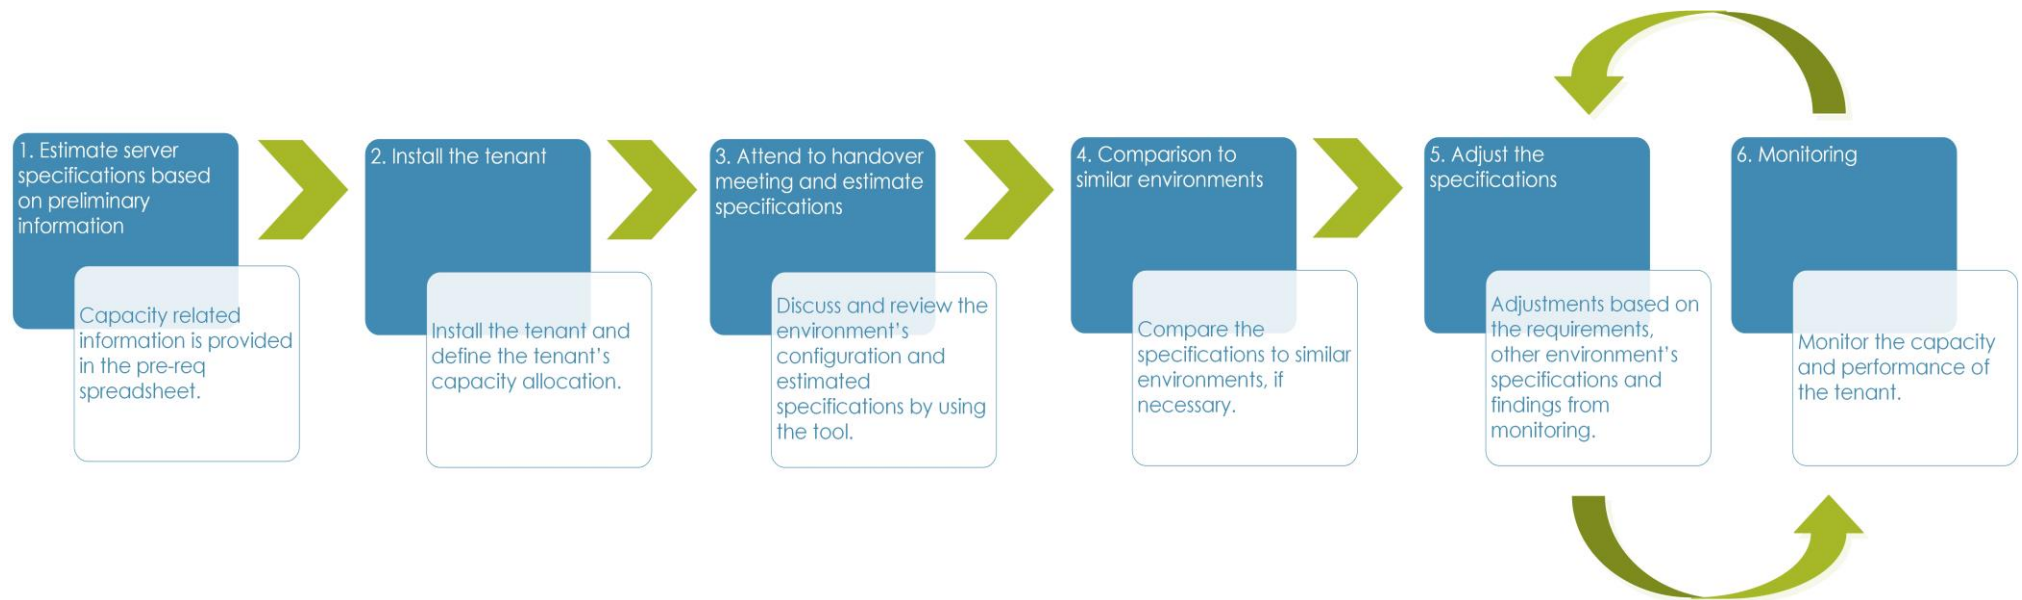 1. Estimate server
specifications based
on preliminary
information
Capacity related
information is provided
in the pre-req
spreadsheet.
2. Install the tenant
Install the tenant and
define the tenant's
capacity allocation.
3. Attend to handover
meeting and estimate
specifications
Discuss and review the
environment's
configuration and
estimated
specifications by using
the tool.
4. Comparison to
similar environments
Compare the
specifications to similar
environments, if
necessary.
5. Adjust the
specifications
Adjustments based on
the requirements,
other environment's
specifications and
findings from
monitoring.
6. Monitoring
Monitor the capacity
and performance of
the tenant.